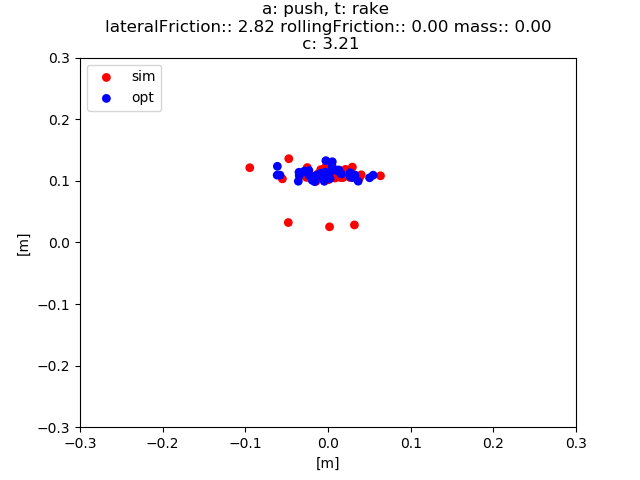 a: push, t: rake
lateralFriction:: 2.82 rollingFriction:: 0.00 mass:: 0.00
c: 3.21
sim
opt
0.3
0.2
0.1
0.0
−0.1
−0.2
−0.3
[m]
−0.3
−0.2
−0.1
0.0
0.1
0.2
0.3
[m]